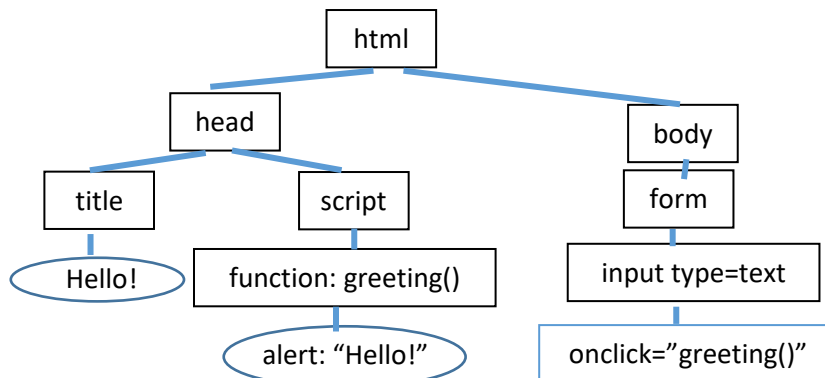 html
head
body
title
script
form
Hello!
function: greeting()
input type=text
alert: “Hello!”
onclick=”greeting()”